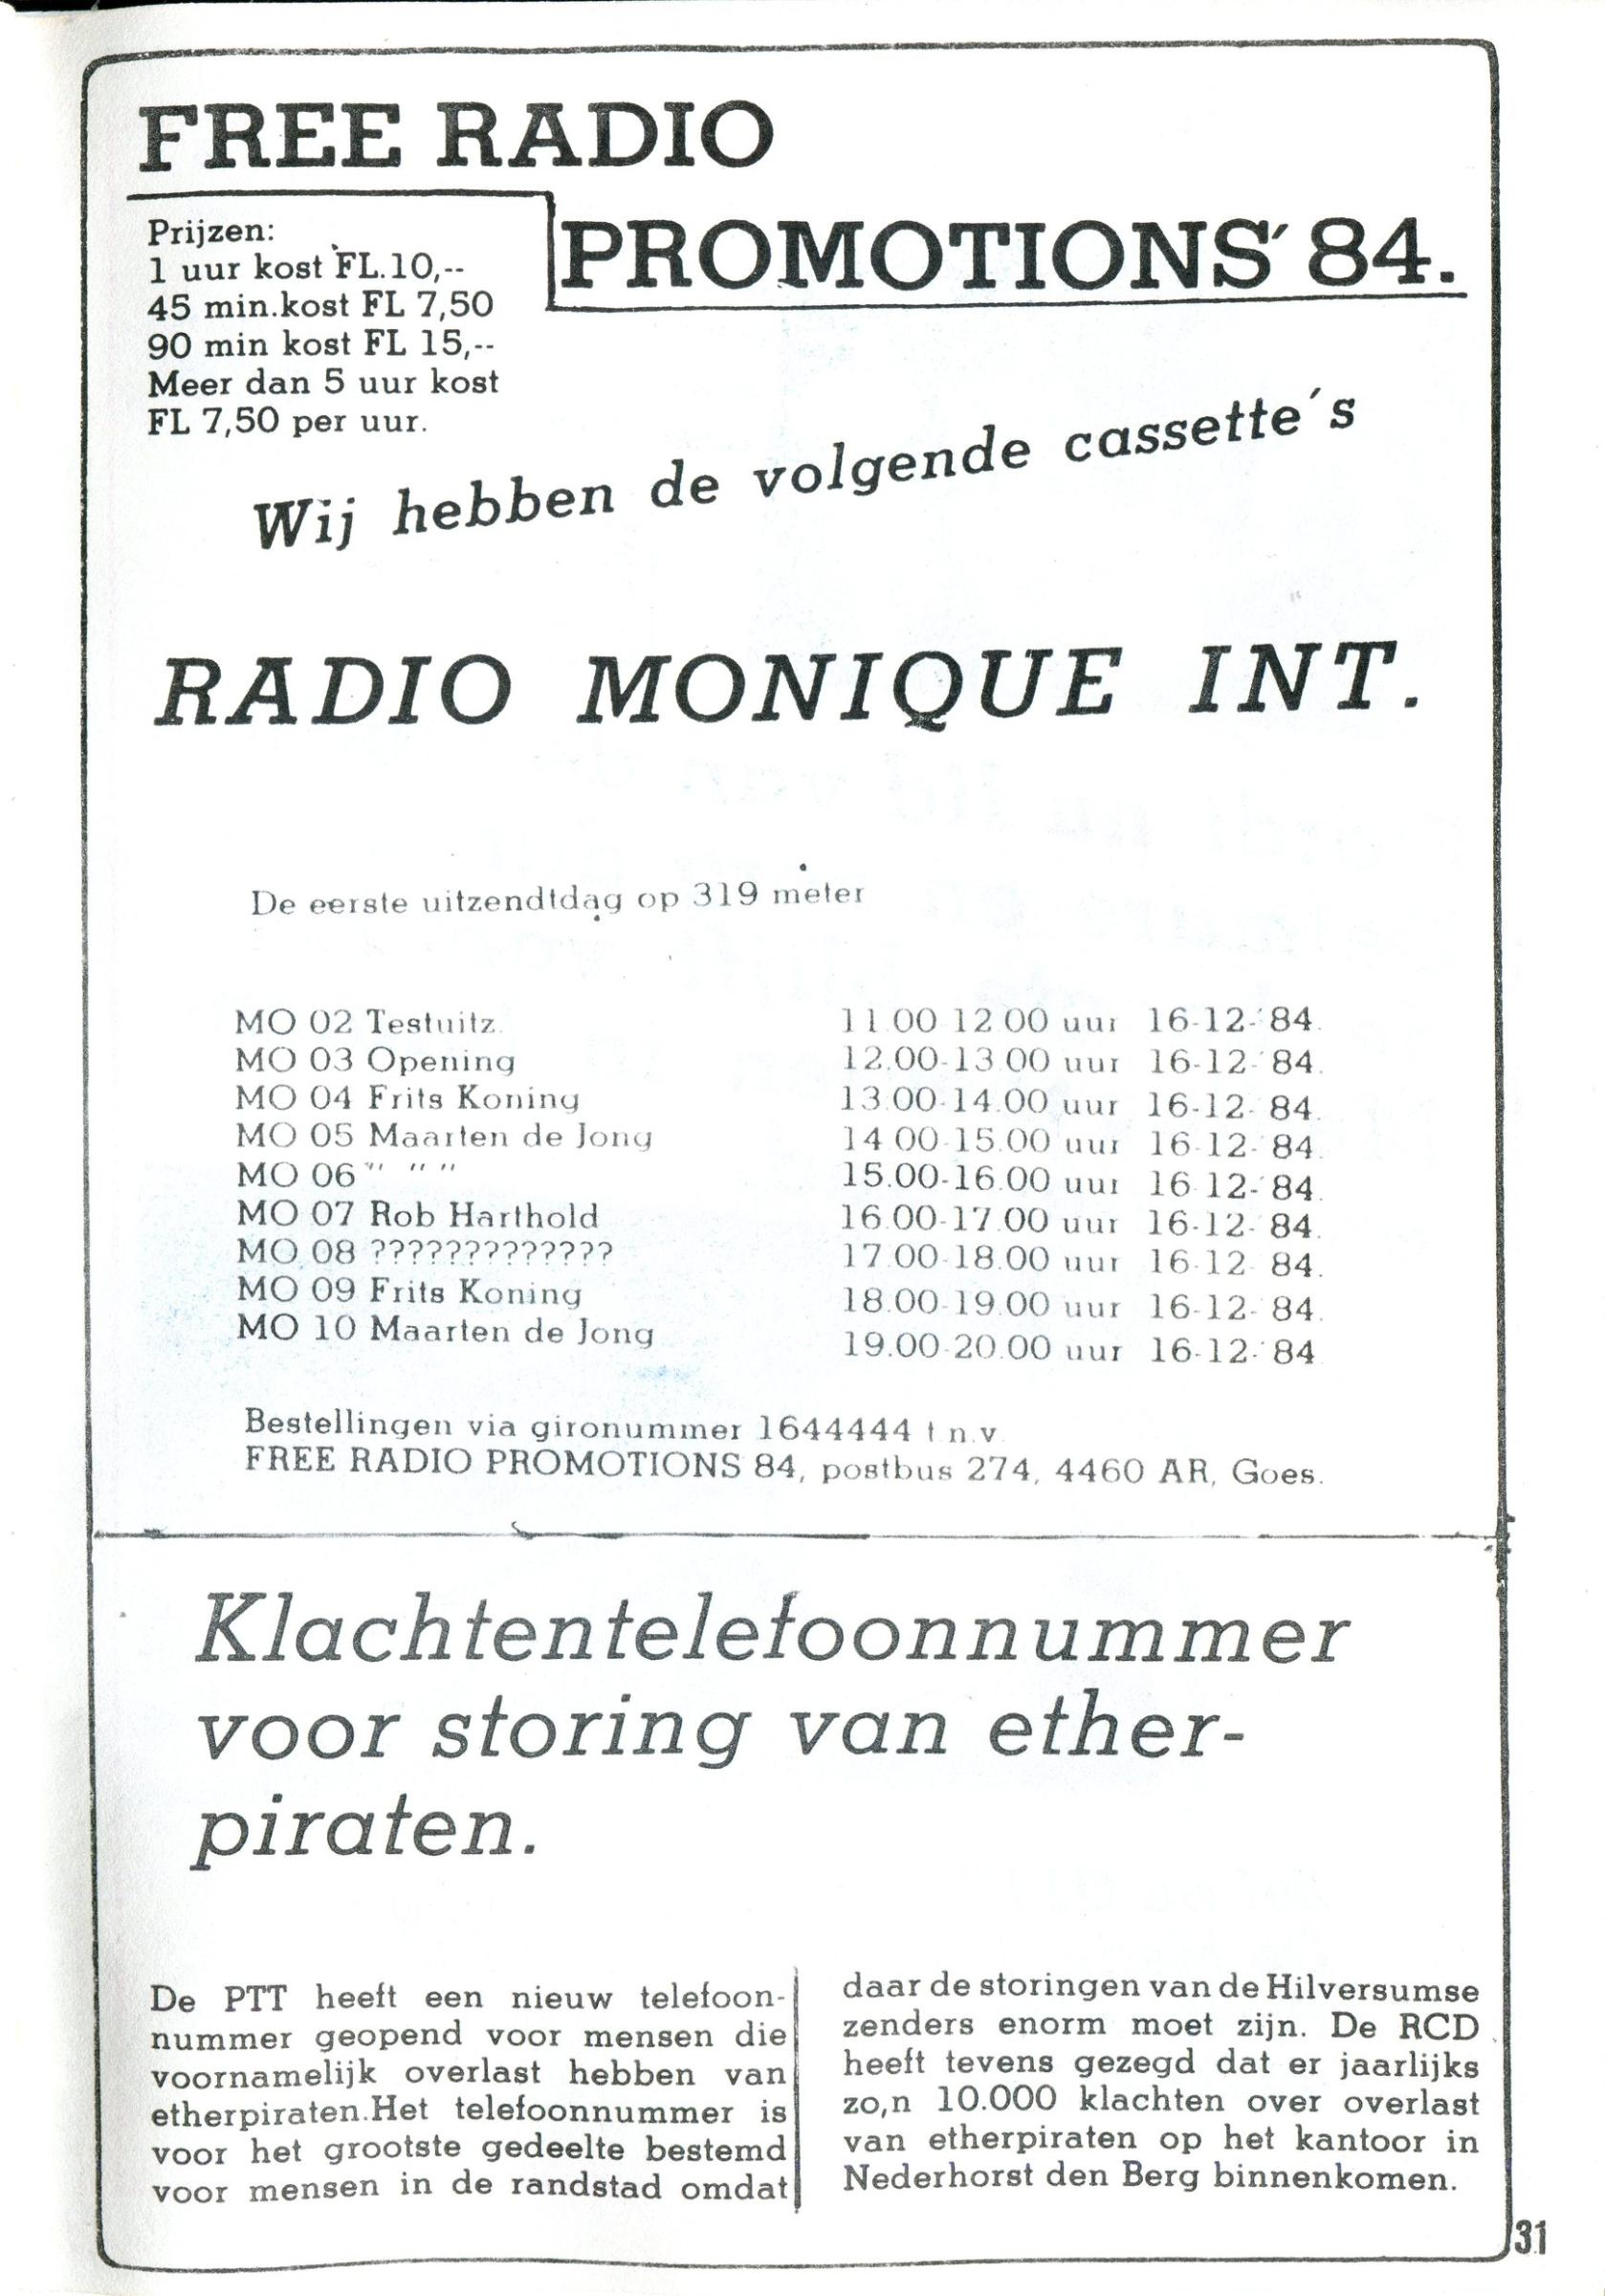 FREE RADIO
PROMOTIONS´84.
Prijzen:
1 uur kost FL.10,--
45 min.kost FL 7,50
90 min kost FL 15,--
Meer dan 5 uur kost
FL 7,50 per uur.
Wij hebben de volgende cassette´s
RADIO MONIQUE INT.
De eerste uitzendtdag op 319 meter
MO 02 Testuitz. 11.00 12.00 uur 16-12-´84.
MO 03 Opening 12.00-13.00 uur 16-12-´84.
MO 04 Frits Koning 13.00-14.00 uur 16-12-´84.
MO 05 Maarten de Jong 14.00-15.00 uur 16-12-´84.
MO 06 " " " 15.00-16.00 uur 16 12-´84.
MO 07 Rob Harthold 16.00-17.00 uur 16-12-´84.
MO 08 ????????????? 17.00-18.00 uur 16-12 84.
MO 09 Frits Koning 18.00-19.00 uur 16-12-´84.
MO 10 Maarten de Jong 19.00-20.00 uur 16-12-´84
Bestellingen via gironummer 1644444 t.n.v.
FREE RADIO PROMOTIONS 84, postbus 274, 4460 AR, Goes.
Klachtentelefoonnummer
voor storing van ether-
piraten.
De PTT heeft een nieuw telefoon-
nummer geopend voor mensen die
voornamelijk overlast hebben van
etherpiraten.Het telefoonnummer is
voor het grootste gedeelte bestemd
voor mensen in de randstad omdat
daar de storingen van de Hilversumse
zenders enorm moet zijn. De RCD
heeft tevens gezegd dat er jaarlijks
zo,n 10.000 klachten over overlast
van etherpiraten op het kantoor in
Nederhorst den Berg binnenkomen.
31